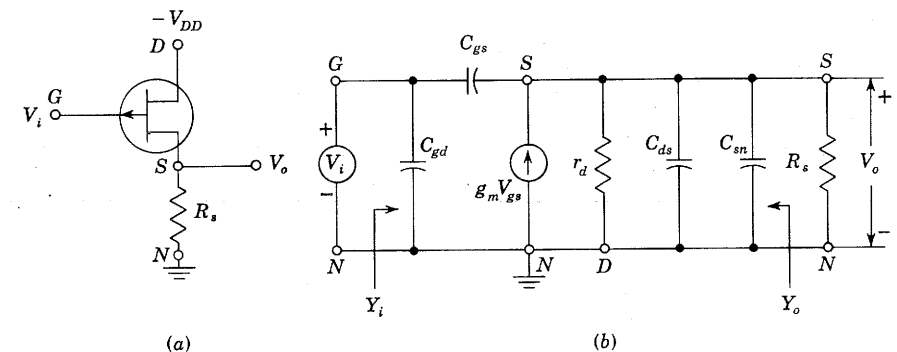 −V_DD
D
G
V_i
S
V_o
R_s
N
(a)
C_gs
G
S
S
+
+
V_i
C_gd
g_m V_gs
r_d
C_ds
C_sn
R_s
V_o
−
−
N
N
D
N
Y_i
Y_o
(b)